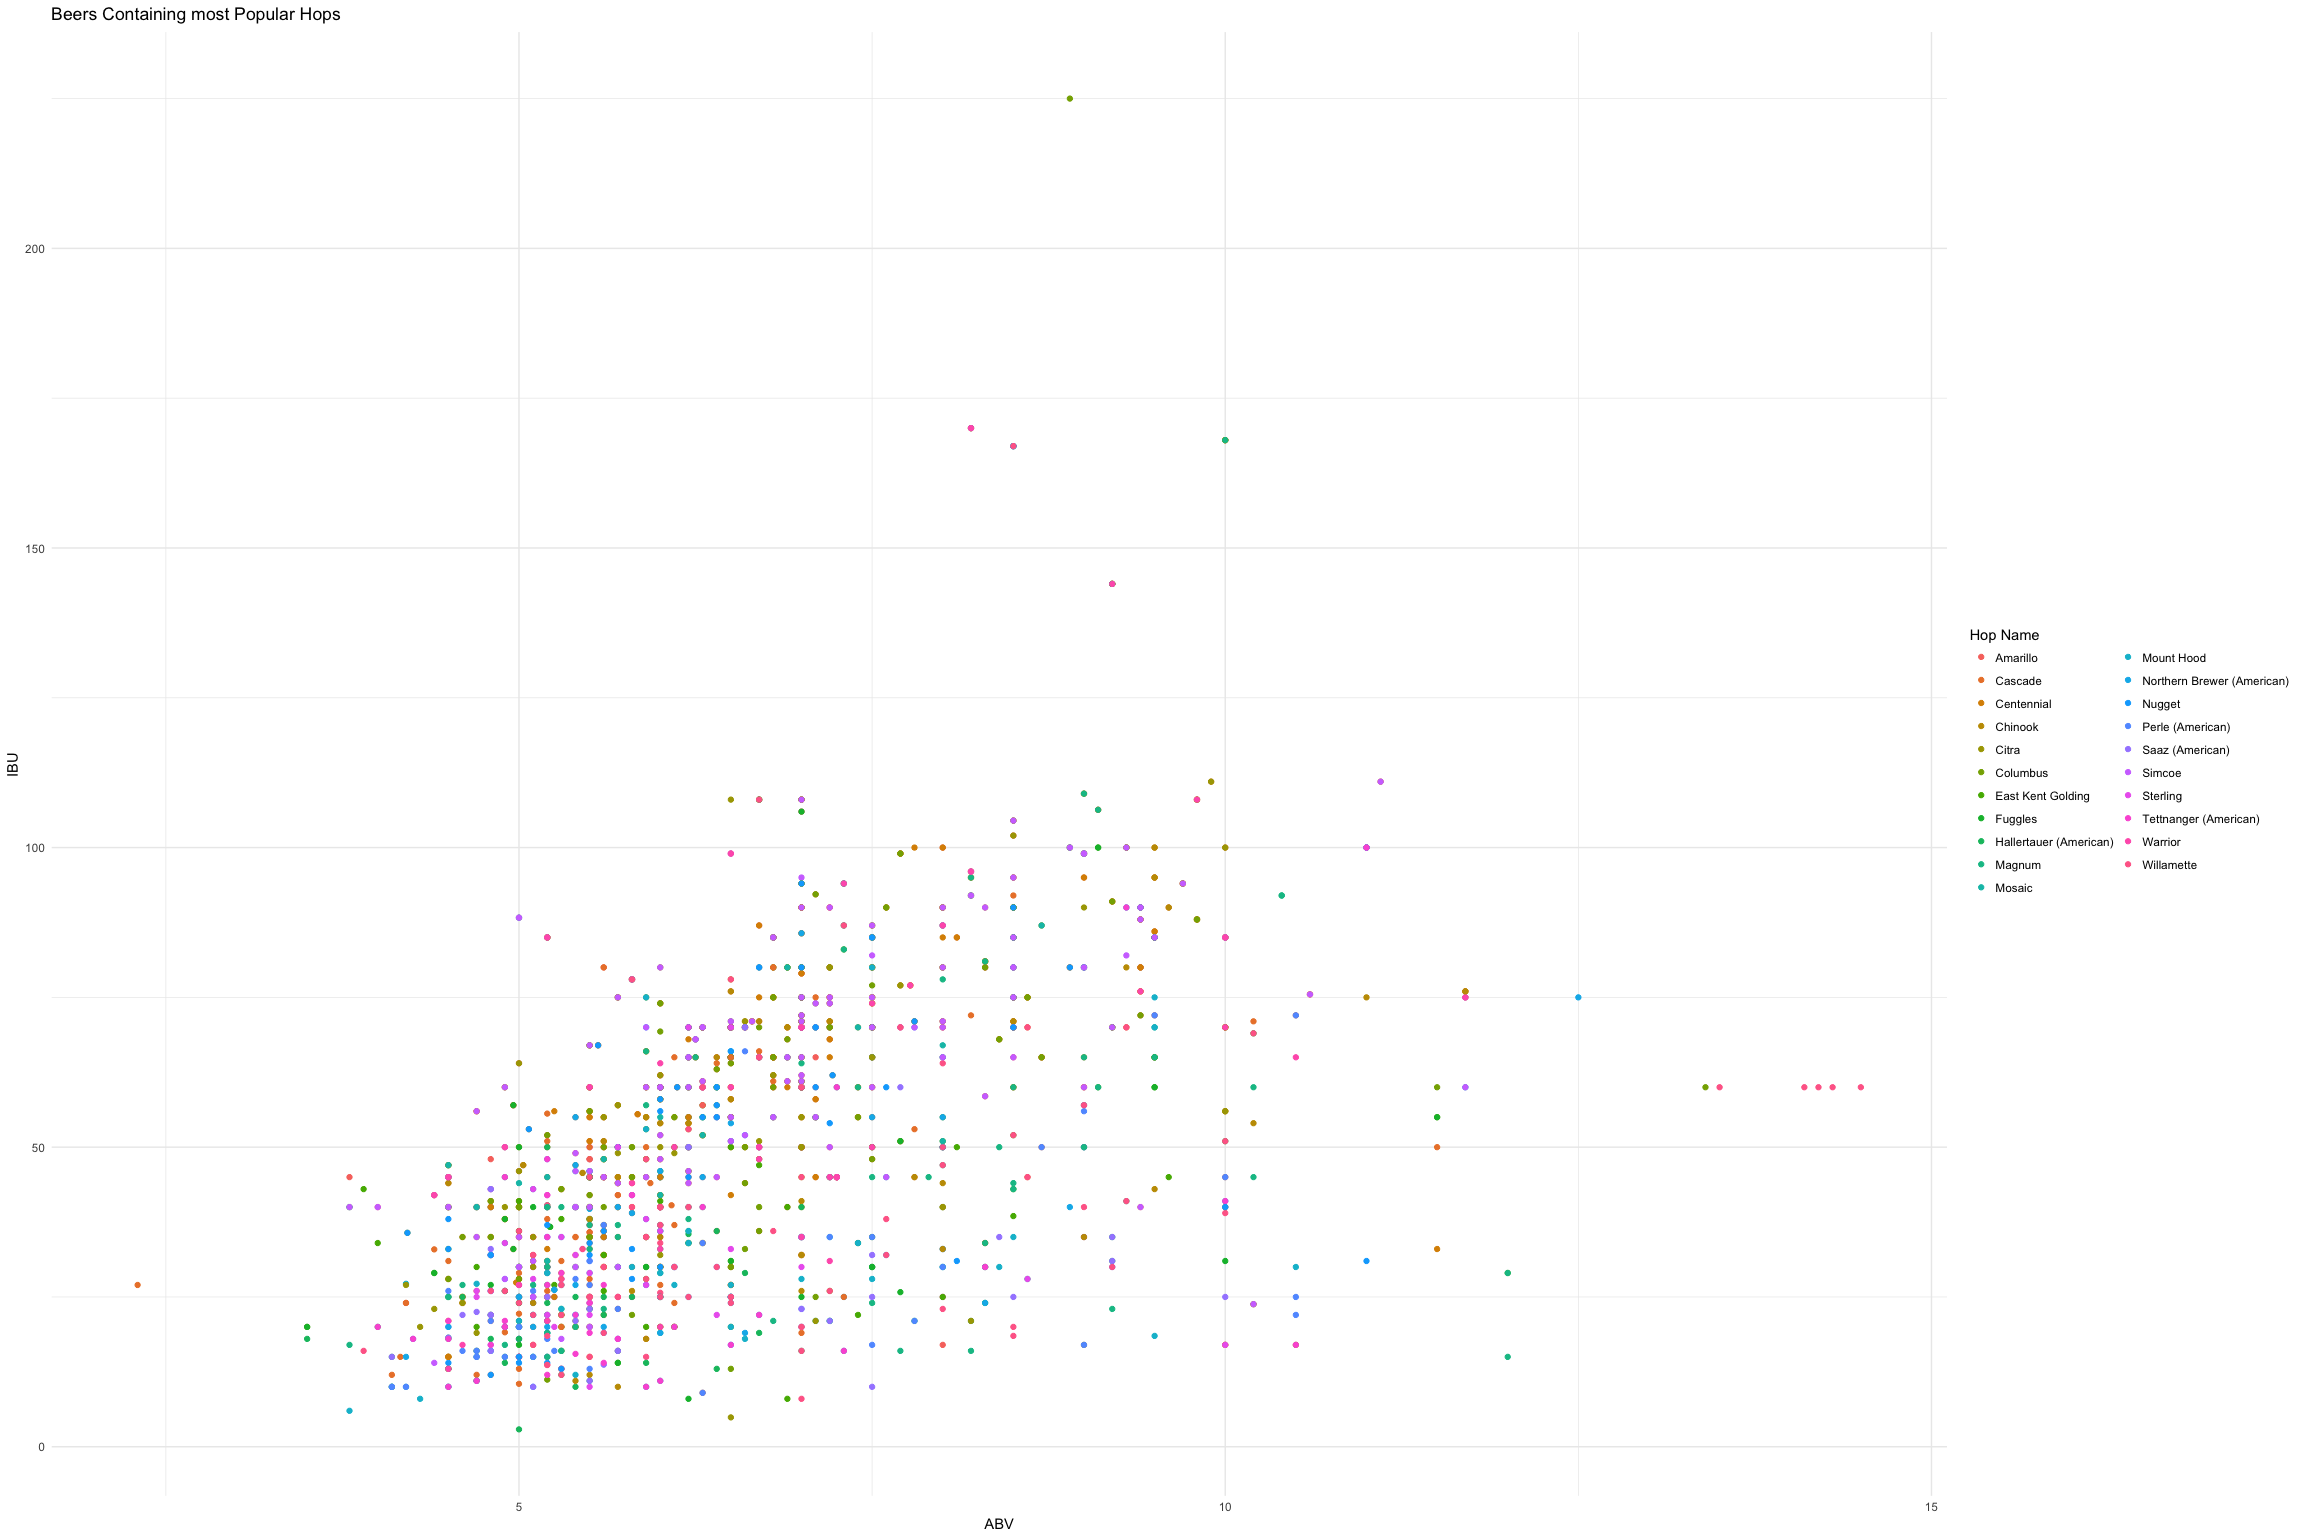 Beers Containing most Popular Hops
200
150
100
50
0
IBU
5
10
15
ABV
Hop Name
Amarillo
Cascade
Centennial
Chinook
Citra
Columbus
East Kent Golding
Fuggles
Hallertauer (American)
Magnum
Mosaic
Mount Hood
Northern Brewer (American)
Nugget
Perle (American)
Saaz (American)
Simcoe
Sterling
Tettnanger (American)
Warrior
Willamette